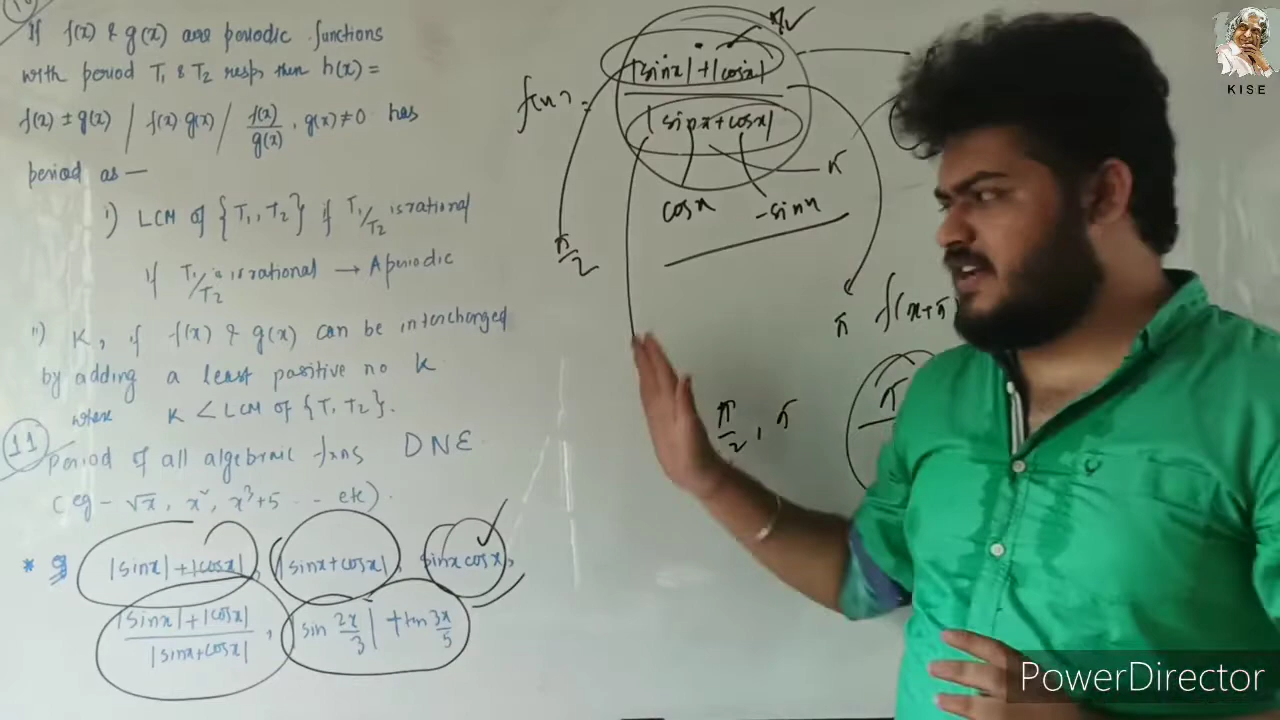 10
If f(x) & g(x) are periodic functions
with period T₁ & T₂ resp, then h(x) =
f(x) ± g(x) / f(x) g(x) / f(x)/g(x), g(x) ≠ 0 has
period as —
i) LCM of {T₁, T₂} if T₁/T₂ is rational
if T₁/T₂ is irrational → Aperiodic
ii) K, if f(x) & g(x) can be interchanged
by adding a least positive no K
where K < LCM of {T₁ T₂}.
11
Period of all algebraic fxns DNE
(eg - √x, x², x³+5 ... etc).
* g |sinx| + |cosx|, |sinx+cosx|, sinx cosx,
|sinx|+|cosx| / |sinx+cosx|, |sin 2x/3| + tan 3x/5
π/2
f(x) = |sinx| + |cosx| / |sinx+cosx|
π
cosx -sinx
π/2
π f(x+π)
π/2, π
π
KISE
PowerDirector